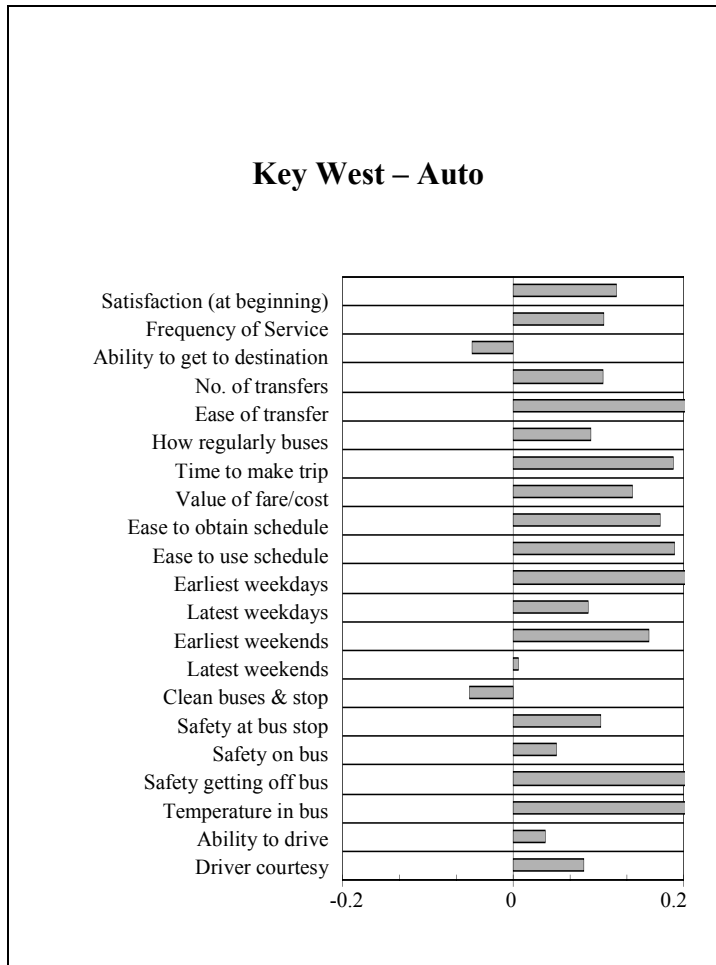 Key West – Auto
Satisfaction (at beginning)
Frequency of Service
Ability to get to destination
No. of transfers
Ease of transfer
How regularly buses
Time to make trip
Value of fare/cost
Ease to obtain schedule
Ease to use schedule
Earliest weekdays
Latest weekdays
Earliest weekends
Latest weekends
Clean buses & stop
Safety at bus stop
Safety on bus
Safety getting off bus
Temperature in bus
Ability to drive
Driver courtesy
-0.2 0 0.2